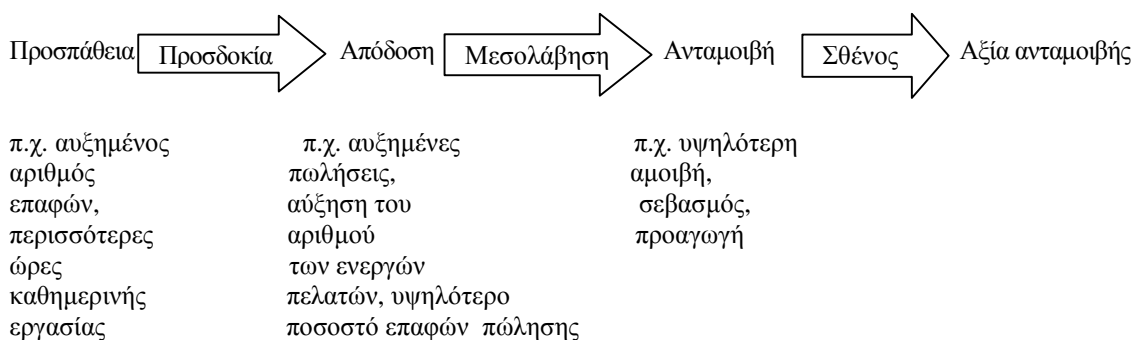 Προσπάθεια Προσδοκία Απόδοση Μεσολάβηση Ανταμοιβή Σθένος Αξία ανταμοιβής
π.χ. αυξημένος π.χ. αυξημένες π.χ. υψηλότερη
αριθμός πωλήσεις, αμοιβή,
επαφών, αύξηση του σεβασμός,
περισσότερες αριθμού προαγωγή
ώρες των ενεργών
καθημερινής πελατών, υψηλότερο
εργασίας ποσοστό επαφών πώλησης